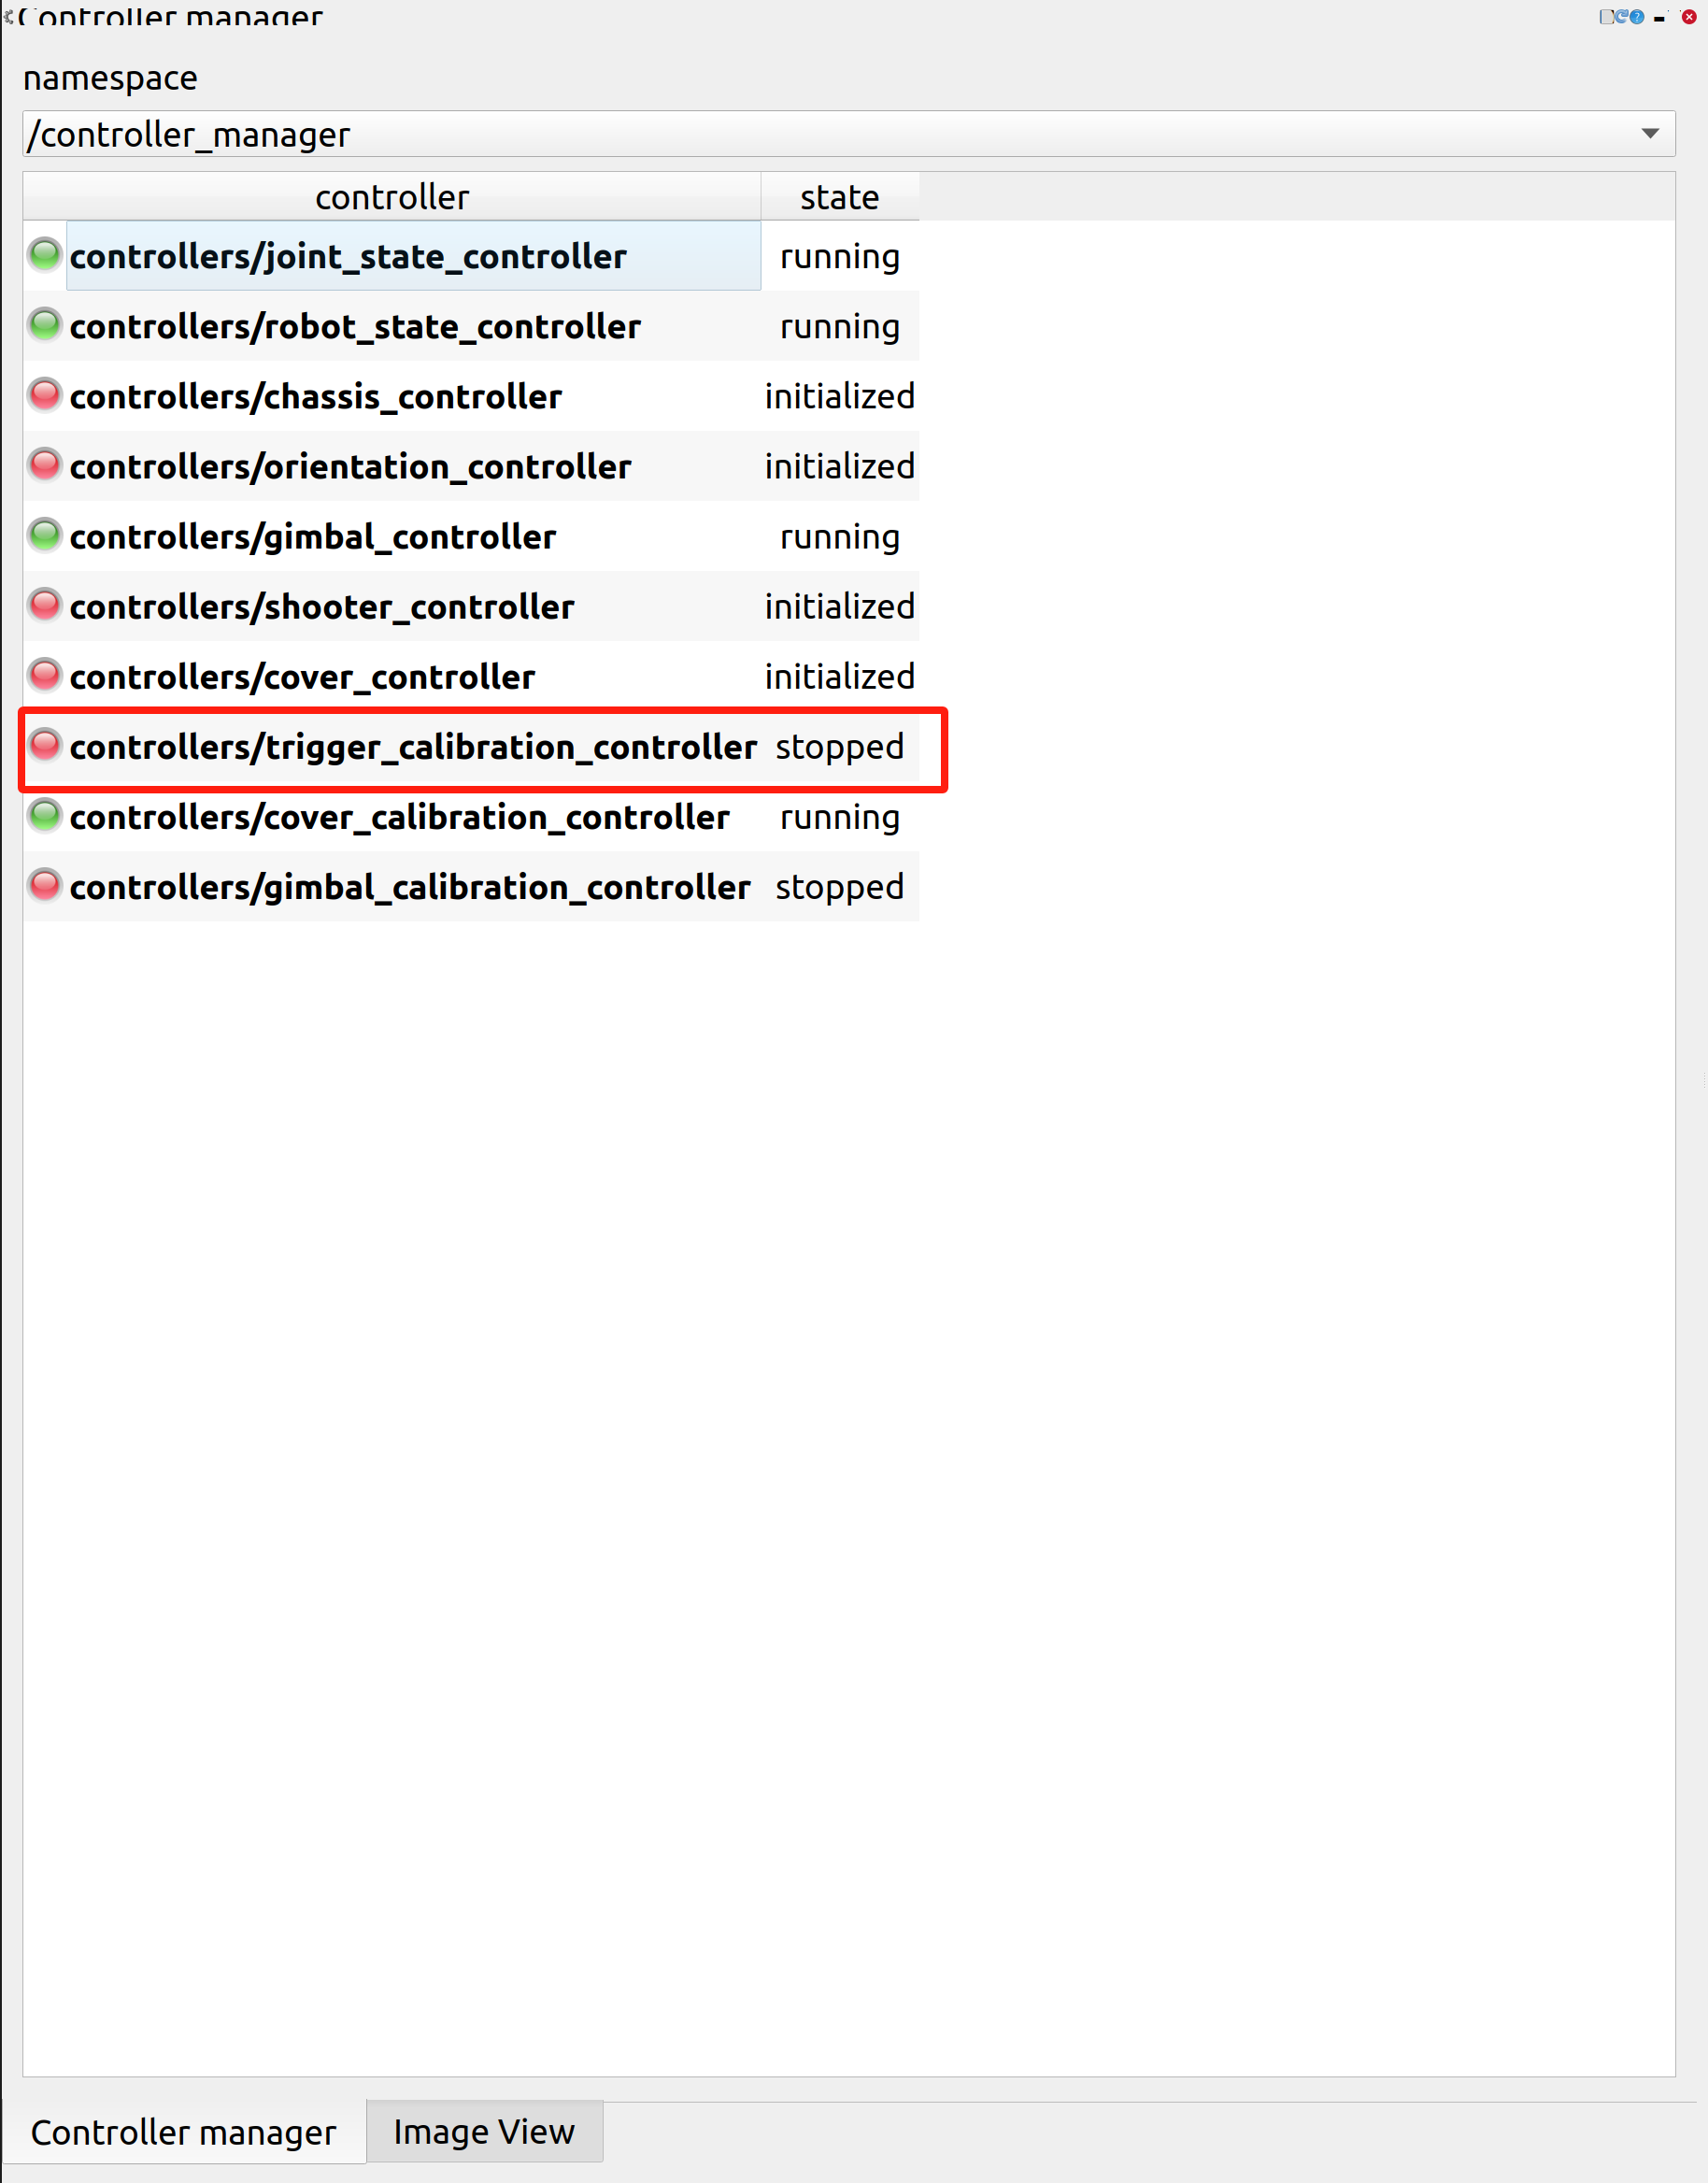 Controller manager
namespace
/controller_manager
controller state
controllers/joint_state_controller running
controllers/robot_state_controller running
controllers/chassis_controller initialized
controllers/orientation_controller initialized
controllers/gimbal_controller running
controllers/shooter_controller initialized
controllers/cover_controller initialized
controllers/trigger_calibration_controller stopped
controllers/cover_calibration_controller running
controllers/gimbal_calibration_controller stopped
Controller manager Image View